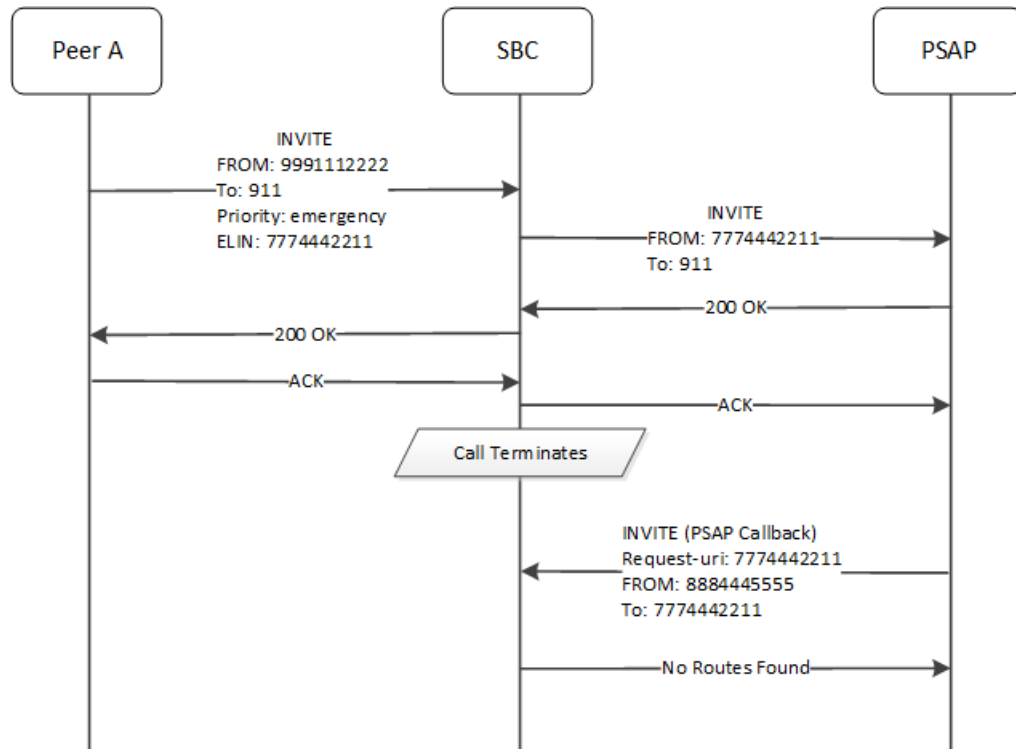 Peer A
SBC
PSAP
INVITE
FROM: 9991112222
To: 911
Priority: emergency
ELIN: 7774442211
INVITE
FROM: 7774442211
To: 911
200 OK
200 OK
ACK
ACK
Call Terminates
INVITE (PSAP Callback)
Request-uri: 7774442211
FROM: 8884445555
To: 7774442211
No Routes Found